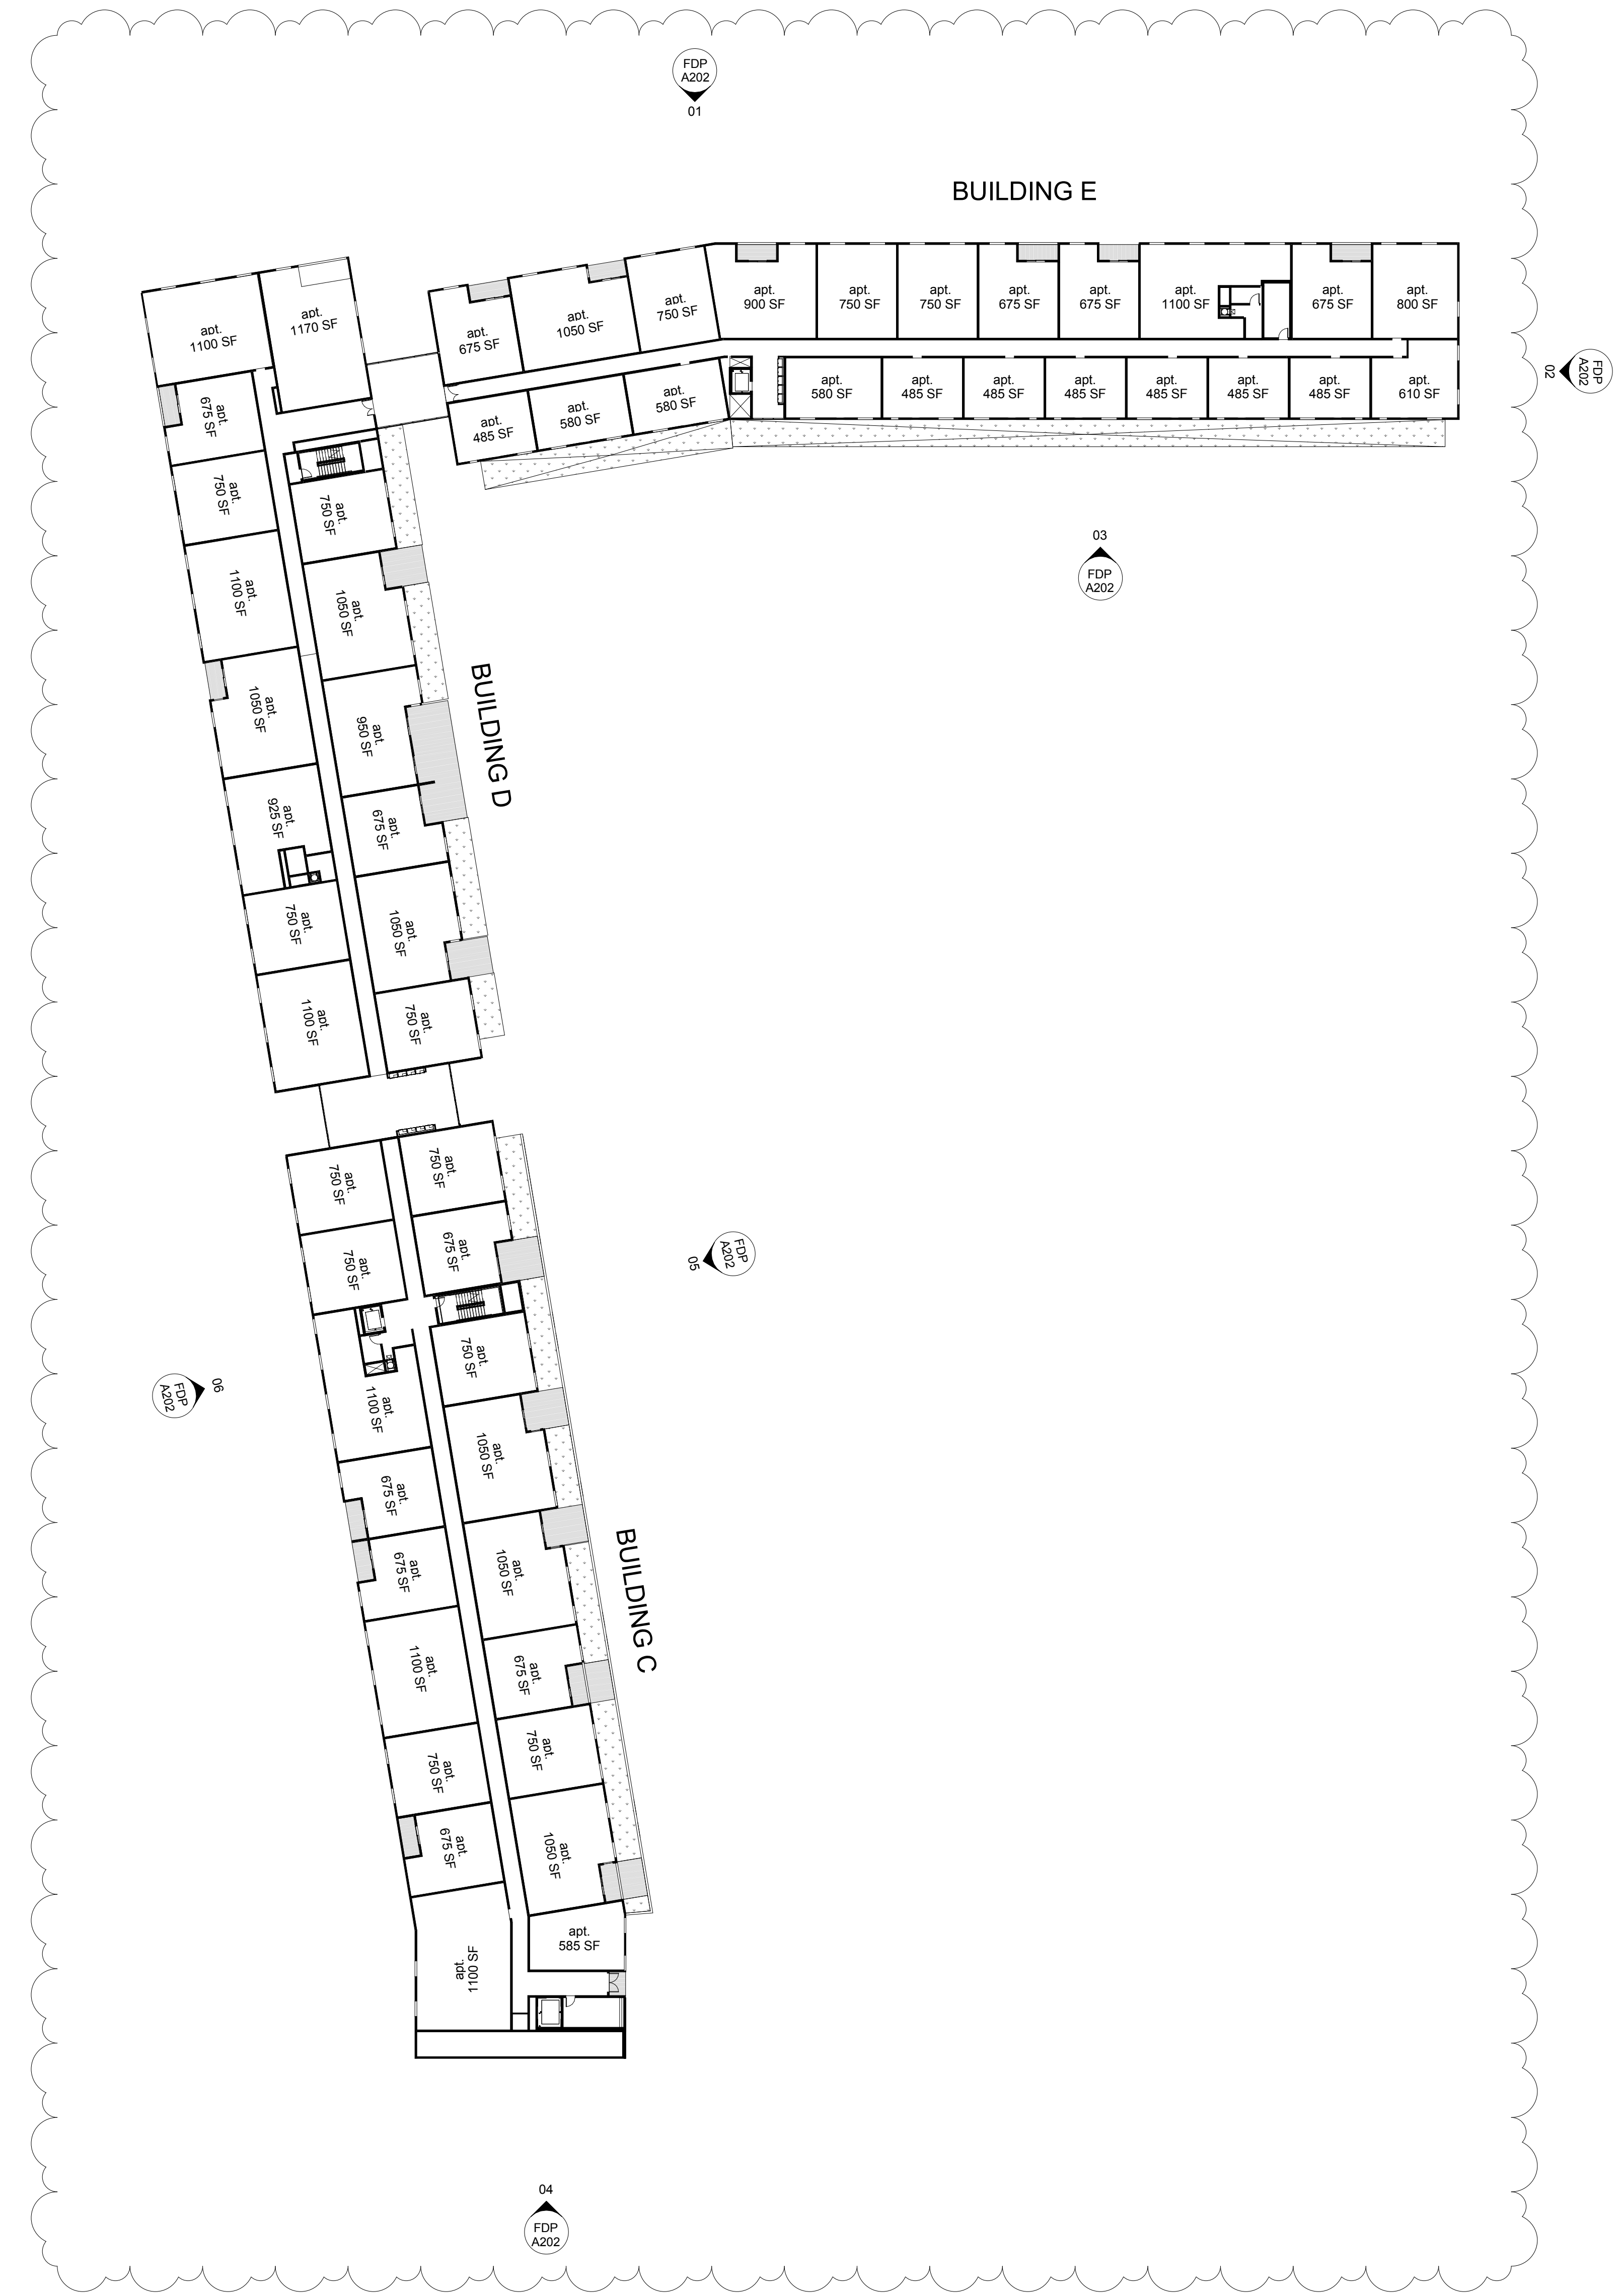 FDP
A202
01
BUILDING E
apt.
675 SF
apt.
1050 SF
apt.
750 SF
apt.
900 SF
apt.
750 SF
apt.
750 SF
apt.
675 SF
apt.
675 SF
apt.
1100 SF
apt.
675 SF
apt.
800 SF
apt.
485 SF
apt.
580 SF
apt.
580 SF
apt.
580 SF
apt.
485 SF
apt.
485 SF
apt.
485 SF
apt.
485 SF
apt.
485 SF
apt.
485 SF
apt.
610 SF
02
FDP
A202
03
FDP
A202
apt.
1100 SF
apt.
1170 SF
apt.
675 SF
apt.
750 SF
apt.
1100 SF
apt.
1050 SF
apt.
925 SF
apt.
750 SF
apt.
1100 SF
apt.
750 SF
apt.
1050 SF
apt.
950 SF
apt.
675 SF
apt.
1050 SF
apt.
750 SF
BUILDING D
apt.
750 SF
apt.
750 SF
apt.
1100 SF
apt.
675 SF
apt.
675 SF
apt.
1100 SF
apt.
750 SF
apt.
675 SF
apt.
1100 SF
apt.
750 SF
apt.
675 SF
apt.
750 SF
apt.
1050 SF
apt.
1050 SF
apt.
675 SF
apt.
750 SF
apt.
1050 SF
apt.
585 SF
BUILDING C
05
FDP
A202
06
FDP
A202
04
FDP
A202